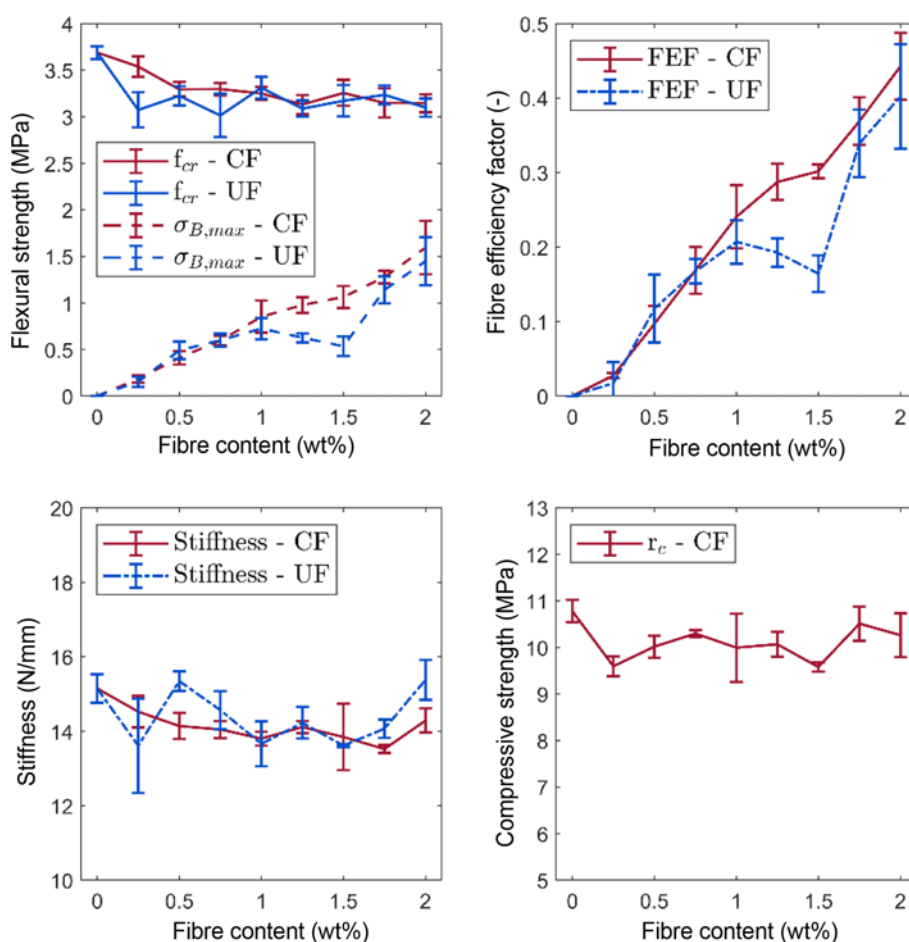 Flexural strength (MPa)
4
3.5
3
2.5
2
1.5
1
0.5
0
f_cr - CF
f_cr - UF
σ_B,max - CF
σ_B,max - UF
0 0.5 1 1.5 2
Fibre content (wt%)
Fibre efficiency factor (-)
0.5
0.4
0.3
0.2
0.1
0
FEF - CF
FEF - UF
0 0.5 1 1.5 2
Fibre content (wt%)
Stiffness (N/mm)
20
18
16
14
12
10
Stiffness - CF
Stiffness - UF
0 0.5 1 1.5 2
Fibre content (wt%)
Compressive strength (MPa)
13
12
11
10
9
8
7
6
5
r_c - CF
0 0.5 1 1.5 2
Fibre content (wt%)